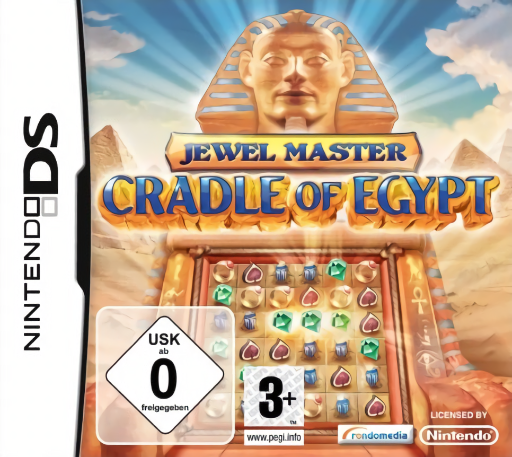 NINTENDO DS
JEWEL MASTER
CRADLE OF EGYPT
USK
ab
0
freigegeben
3+
TM
www.pegi.info
rondomedia
LICENSED BY
Nintendo